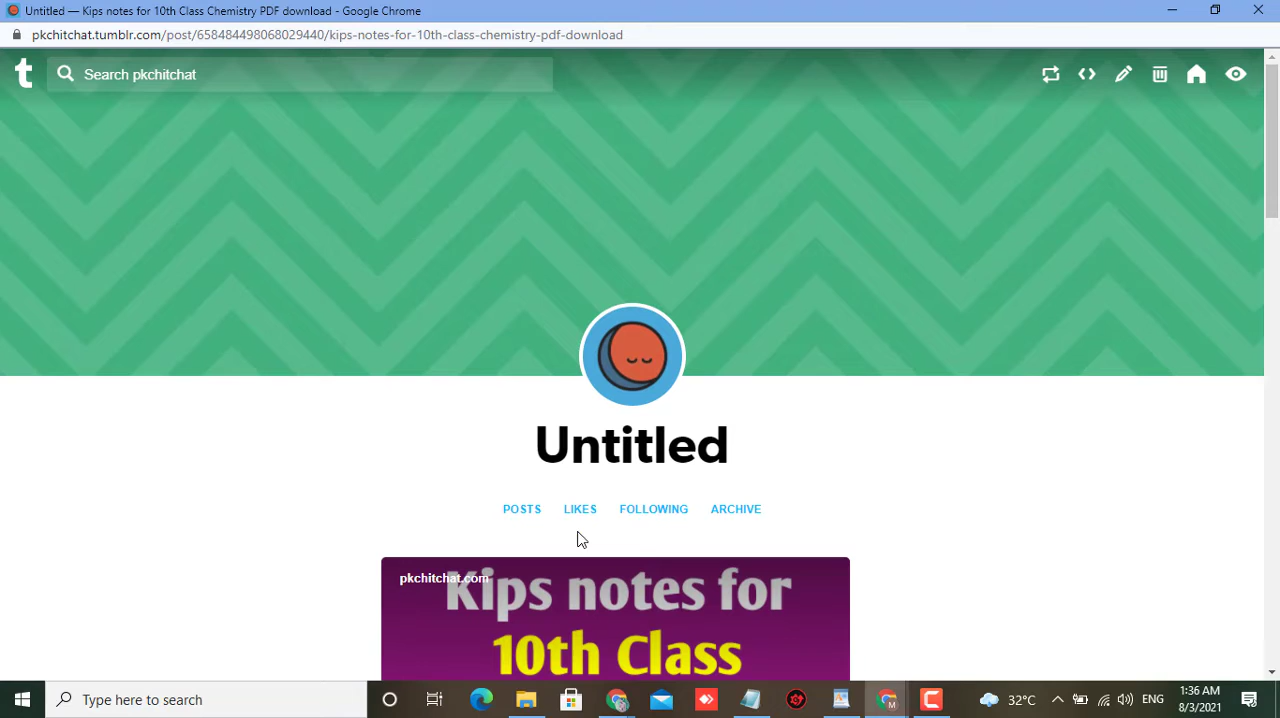 Untitled — Kips notes for 10th Class Chemistry PDF download - Google Chrome
pkchitchat.tumblr.com/post/658484498068029440/kips-notes-for-10th-class-chemistry-pdf-download
t Search pkchitchat
Untitled
POSTS LIKES FOLLOWING ARCHIVE
pkchitchat.com
Kips notes for
10th Class
Type here to search
32°C
ENG
1:36 AM
8/3/2021